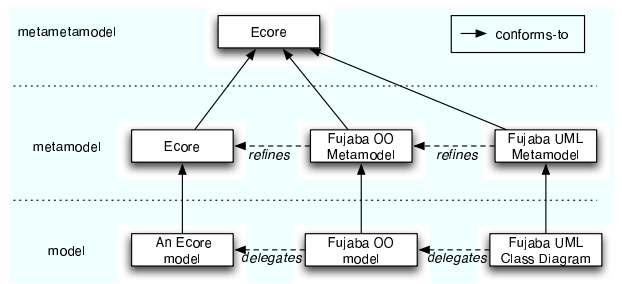 metametamodel
Ecore
conforms-to
metamodel
Ecore
refines
Fujaba OO
Metamodel
refines
Fujaba UML
Metamodel
model
An Ecore
model
delegates
Fujaba OO
model
delegates
Fujaba UML
Class Diagram